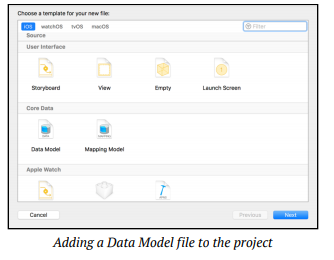 Choose a template for your new file:
iOS watchOS tvOS macOS Filter
Source
User Interface
Storyboard View Empty Launch Screen
Core Data
Data Model Mapping Model
Apple Watch
Cancel Previous Next
Adding a Data Model file to the project